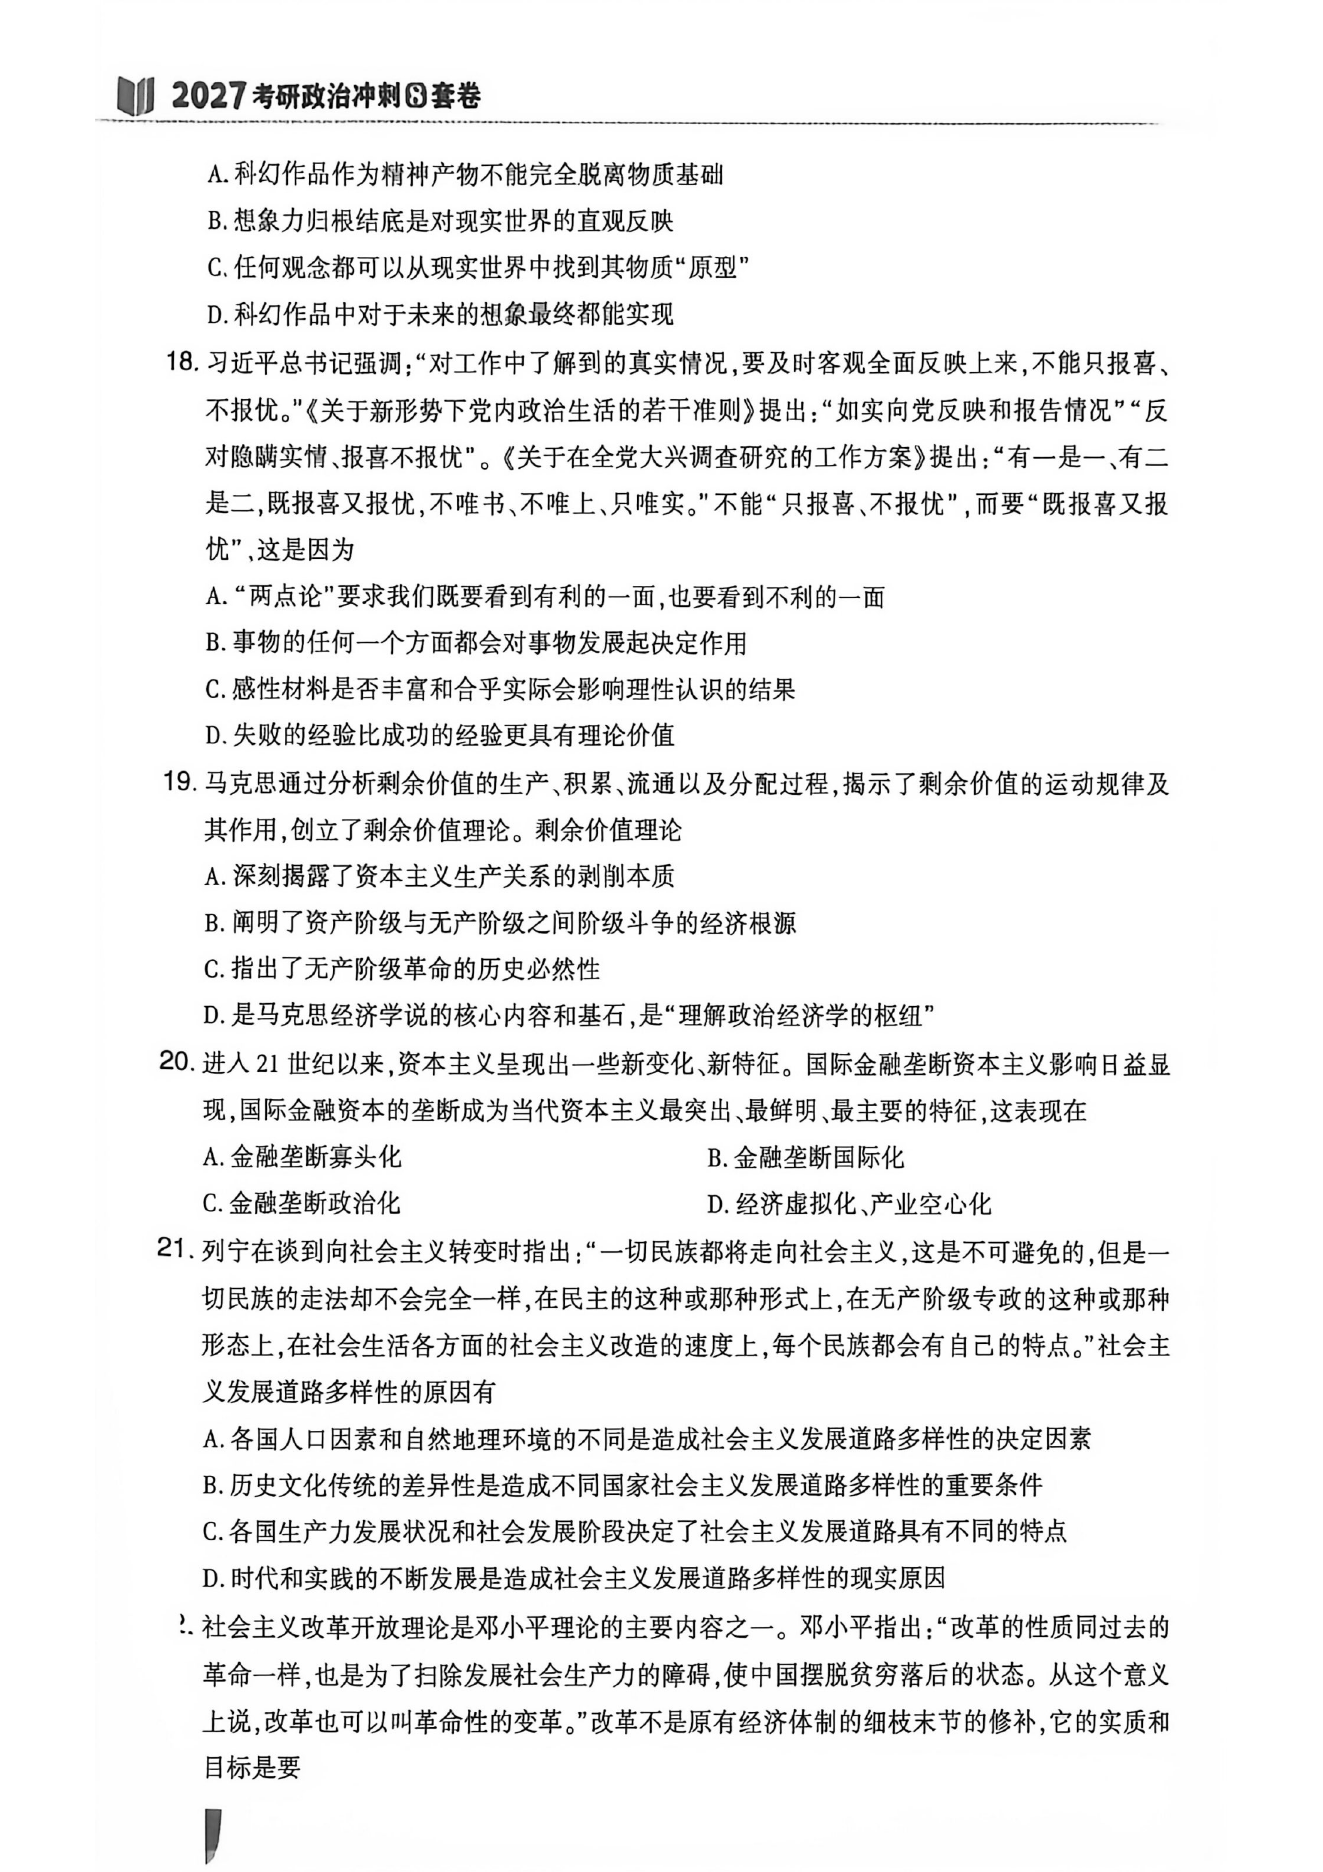 2027考研政治冲刺8套卷
A. 科幻作品作为精神产物不能完全脱离物质基础
B. 想象力归根结底是对现实世界的直观反映
C. 任何观念都可以从现实世界中找到其物质“原型”
D. 科幻作品中对于未来的想象最终都能实现
18. 习近平总书记强调:“对工作中了解到的真实情况,要及时客观全面反映上来,不能只报喜、
不报忧。”《关于新形势下党内政治生活的若干准则》提出:“如实向党反映和报告情况”“反
对隐瞒实情、报喜不报忧”。《关于在全党大兴调查研究的工作方案》提出:“有一是一、有二
是二,既报喜又报忧,不唯书、不唯上、只唯实。”不能“只报喜、不报忧”,而要“既报喜又报
忧”,这是因为
A. “两点论”要求我们既要看到有利的一面,也要看到不利的一面
B. 事物的任何一个方面都会对事物发展起决定作用
C. 感性材料是否丰富和合乎实际会影响理性认识的结果
D. 失败的经验比成功的经验更具有理论价值
19. 马克思通过分析剩余价值的生产、积累、流通以及分配过程,揭示了剩余价值的运动规律及
其作用,创立了剩余价值理论。剩余价值理论
A. 深刻揭露了资本主义生产关系的剥削本质
B. 阐明了资产阶级与无产阶级之间阶级斗争的经济根源
C. 指出了无产阶级革命的历史必然性
D. 是马克思经济学说的核心内容和基石,是“理解政治经济学的枢纽”
20. 进入 21 世纪以来,资本主义呈现出一些新变化、新特征。国际金融垄断资本主义影响日益显
现,国际金融资本的垄断成为当代资本主义最突出、最鲜明、最主要的特征,这表现在
A. 金融垄断寡头化 B. 金融垄断国际化
C. 金融垄断政治化 D. 经济虚拟化、产业空心化
21. 列宁在谈到向社会主义转变时指出:“一切民族都将走向社会主义,这是不可避免的,但是一
切民族的走法却不会完全一样,在民主的这种或那种形式上,在无产阶级专政的这种或那种
形态上,在社会生活各方面的社会主义改造的速度上,每个民族都会有自己的特点。”社会主
义发展道路多样性的原因有
A. 各国人口因素和自然地理环境的不同是造成社会主义发展道路多样性的决定因素
B. 历史文化传统的差异性是造成不同国家社会主义发展道路多样性的重要条件
C. 各国生产力发展状况和社会发展阶段决定了社会主义发展道路具有不同的特点
D. 时代和实践的不断发展是造成社会主义发展道路多样性的现实原因
社会主义改革开放理论是邓小平理论的主要内容之一。邓小平指出:“改革的性质同过去的
革命一样,也是为了扫除发展社会生产力的障碍,使中国摆脱贫穷落后的状态。从这个意义
上说,改革也可以叫革命性的变革。”改革不是原有经济体制的细枝末节的修补,它的实质和
目标是要